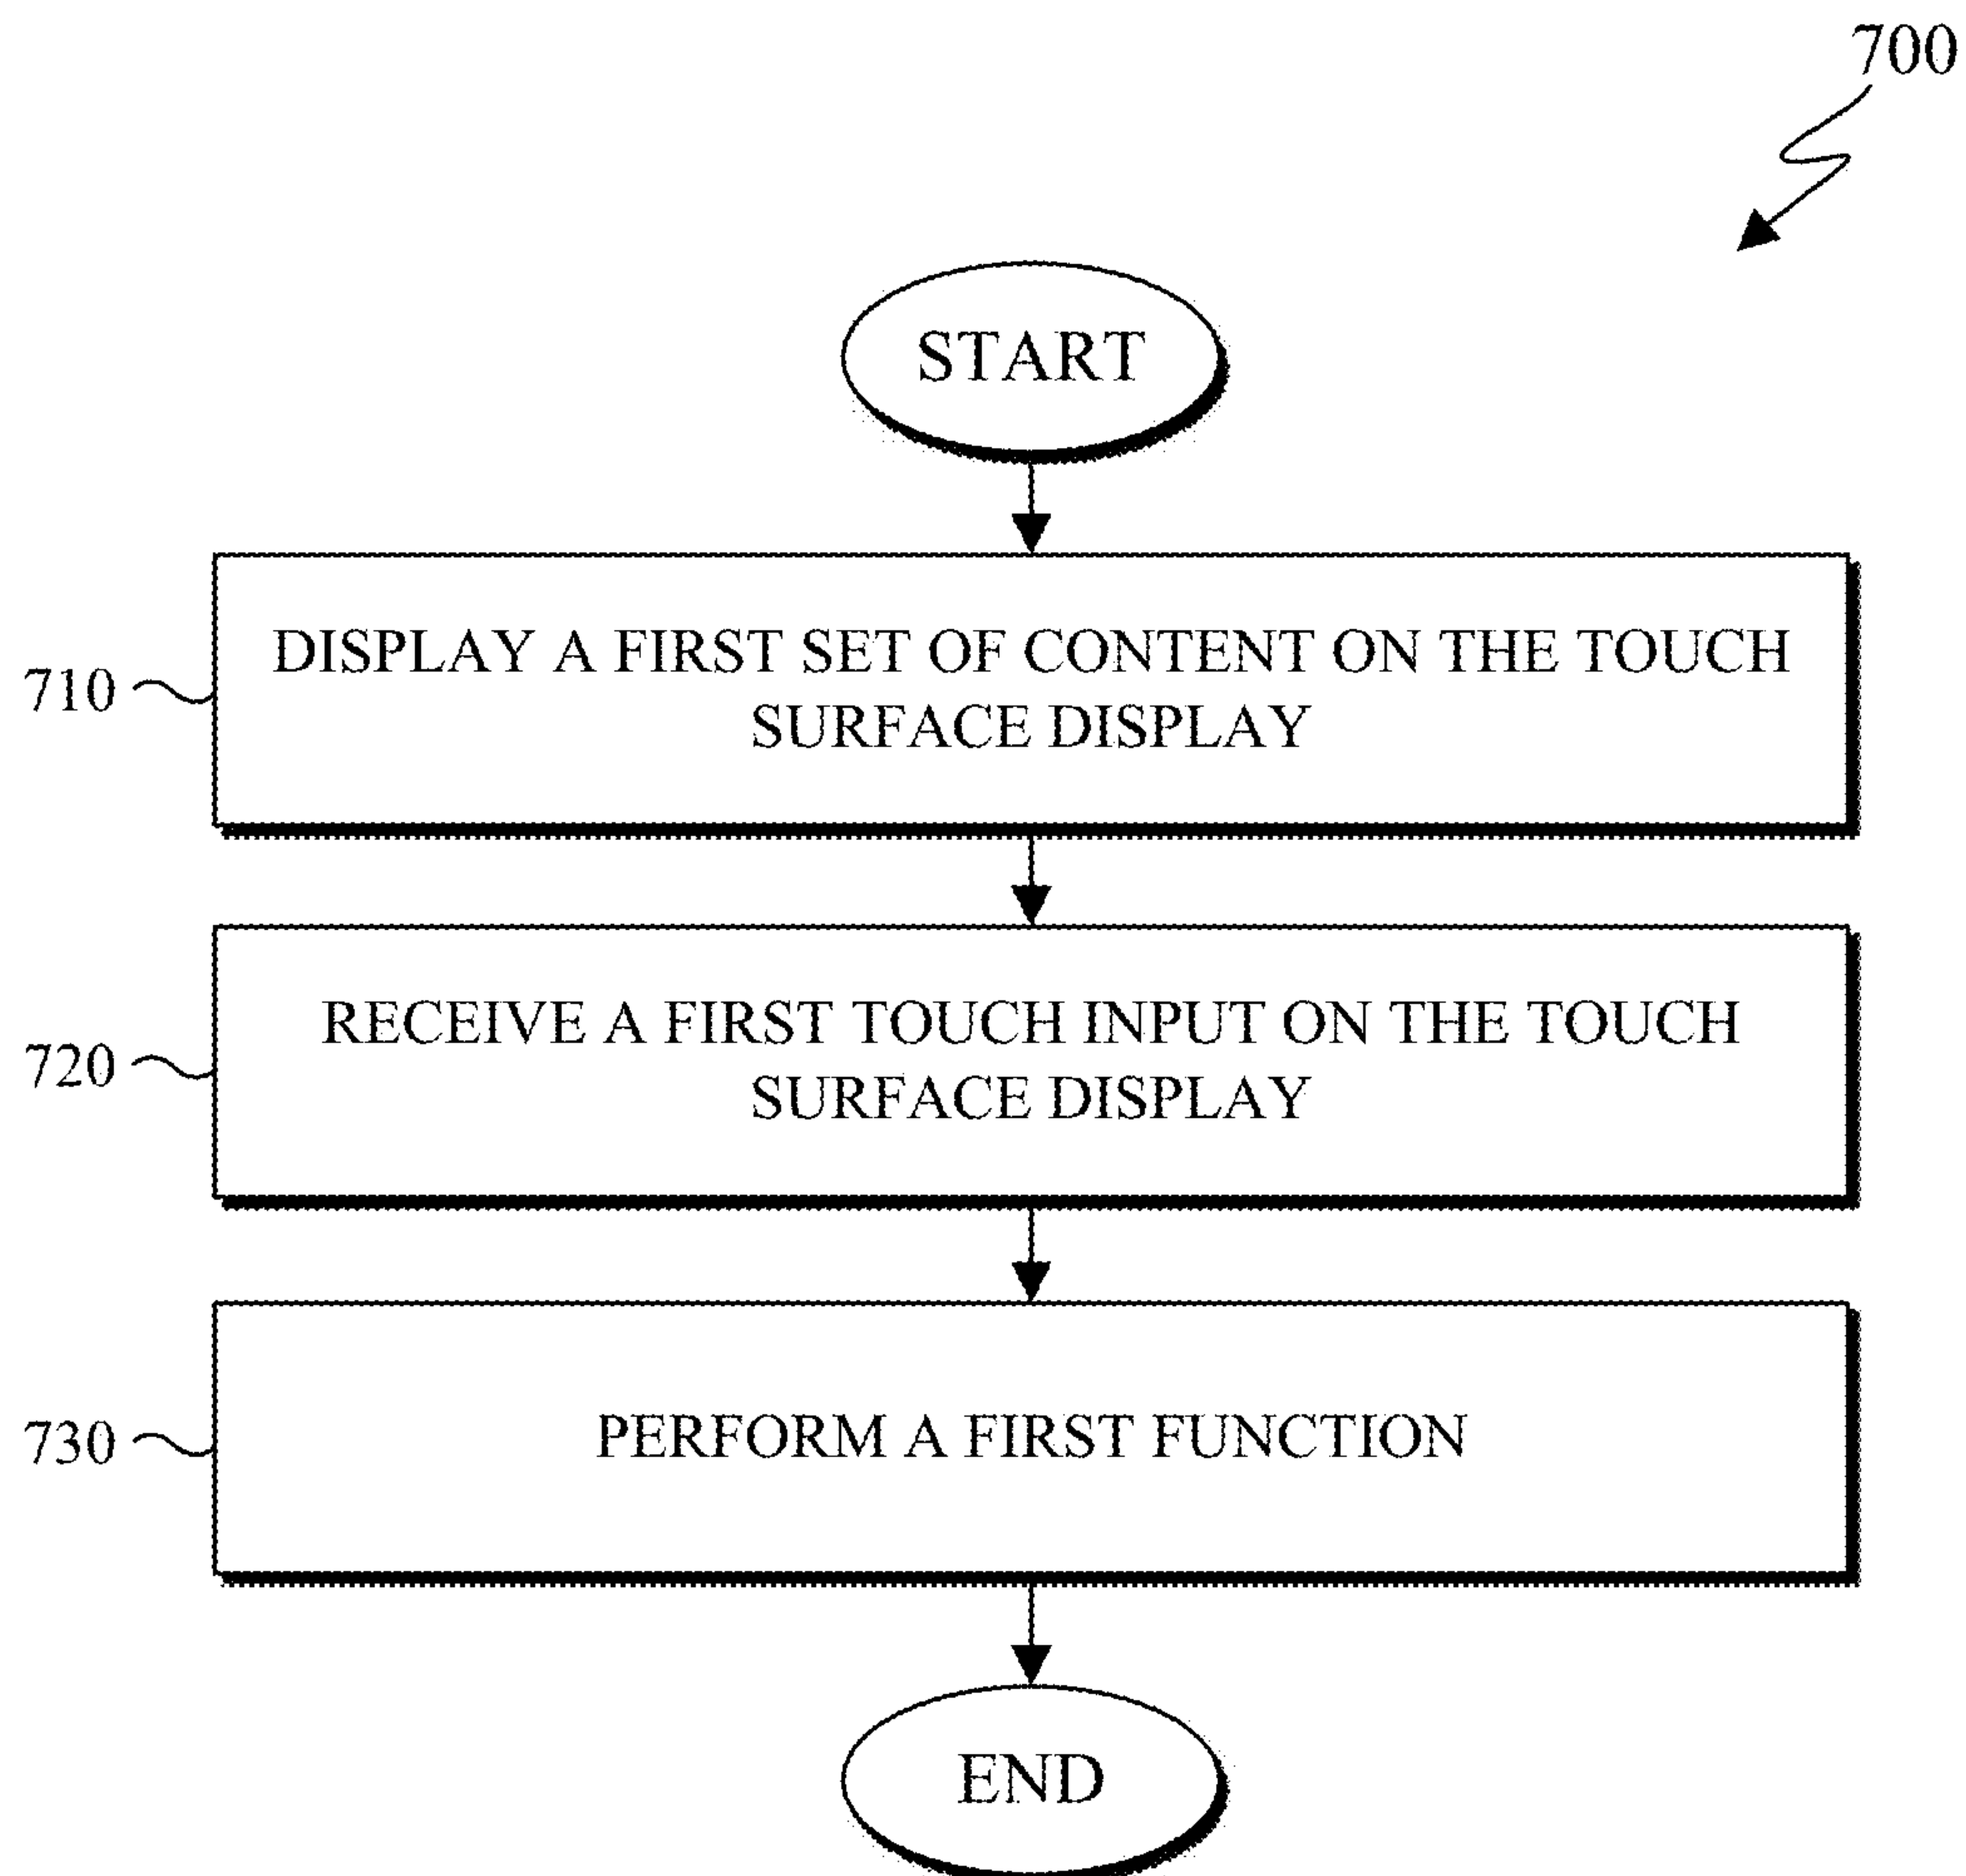 700
START
DISPLAY A FIRST SET OF CONTENT ON THE TOUCH
SURFACE DISPLAY
710
RECEIVE A FIRST TOUCH INPUT ON THE TOUCH
SURFACE DISPLAY
720
PERFORM A FIRST FUNCTION
730
END